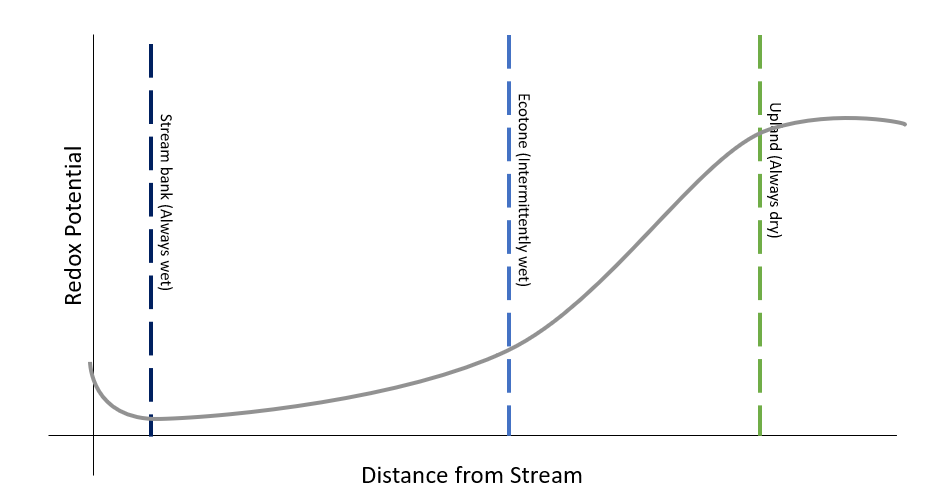 Redox Potential
Stream bank (Always wet)
Ecotone (Intermittently wet)
Upland (Always dry)
Distance from Stream